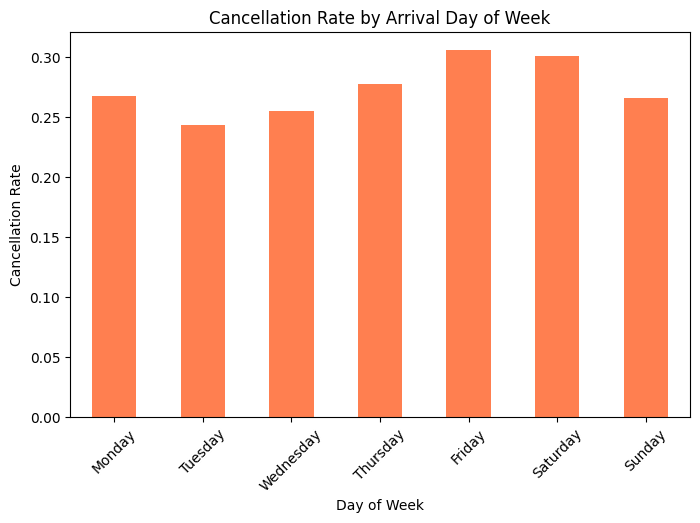 Cancellation Rate by Arrival Day of Week
Cancellation Rate
0.30
0.25
0.20
0.15
0.10
0.05
0.00
Monday
Tuesday
Wednesday
Thursday
Friday
Saturday
Sunday
Day of Week